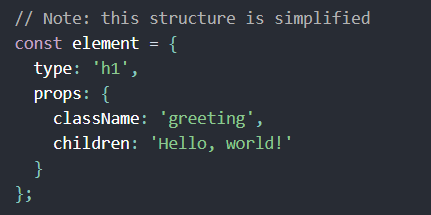 // Note: this structure is simplified
const element = {
  type: 'h1',
  props: {
    className: 'greeting',
    children: 'Hello, world!'
  }
};